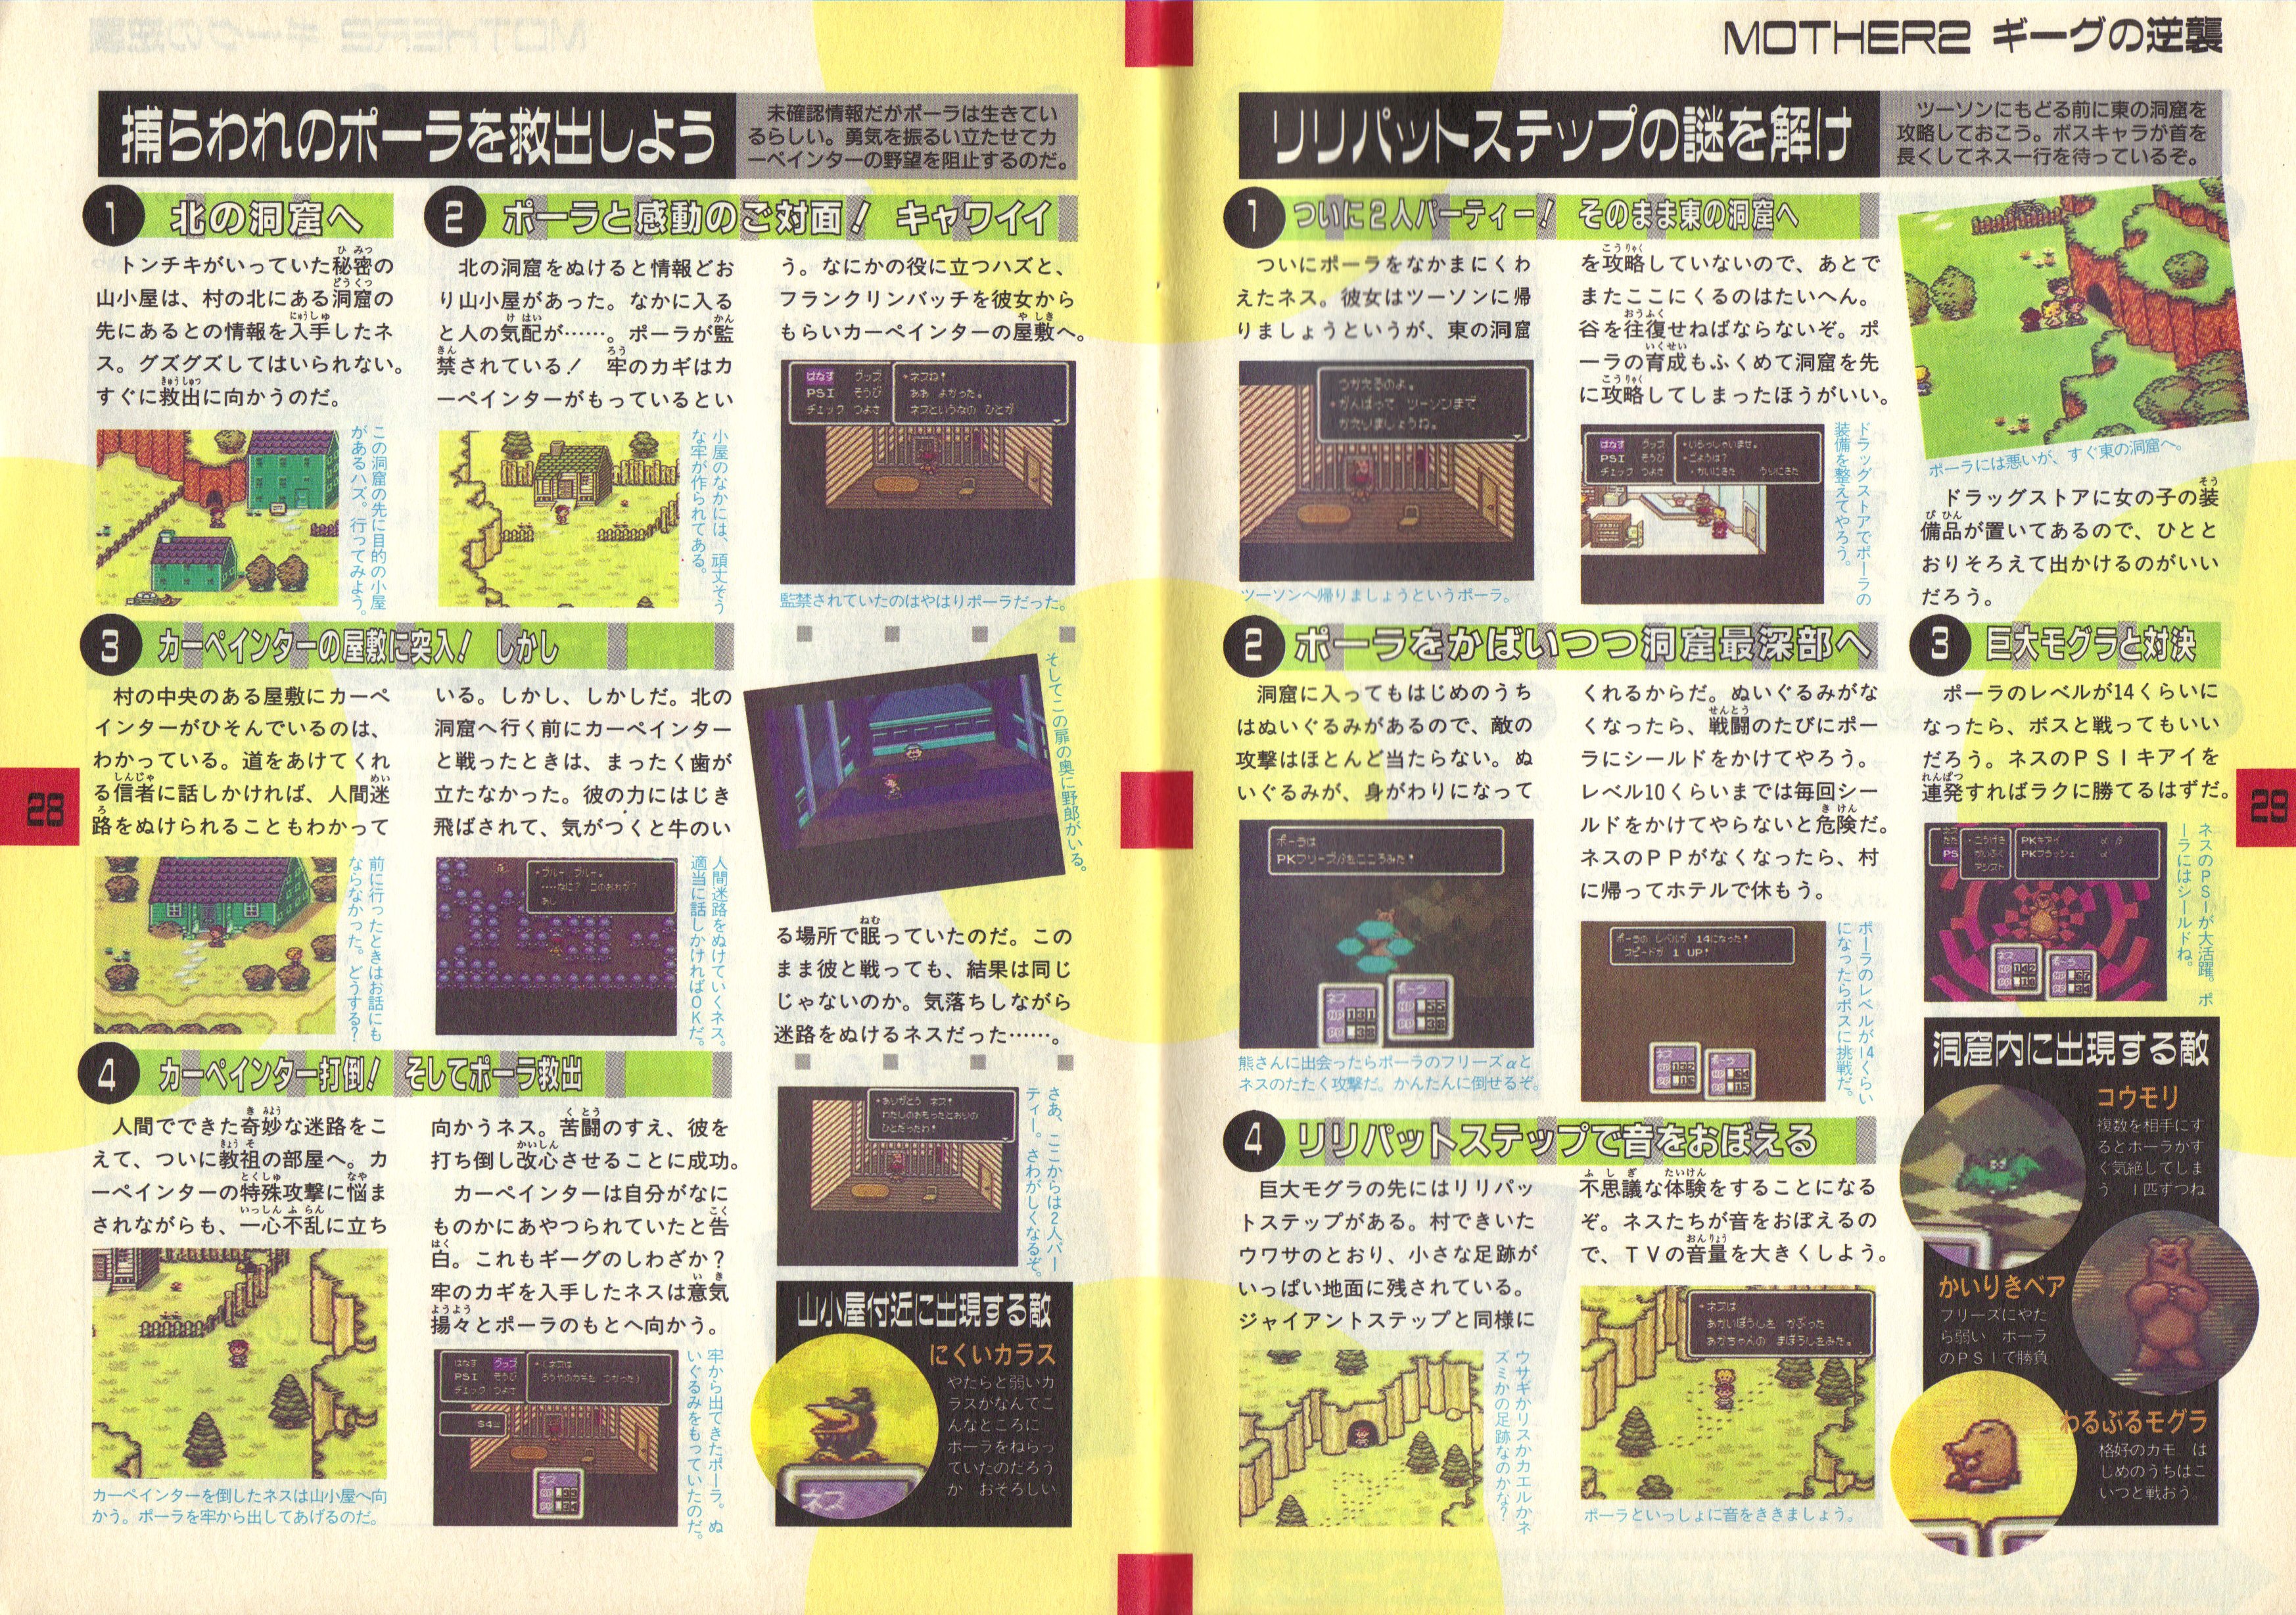 MOTHER2 ギーグの逆襲
捕らわれのポーラを救出しよう
未確認情報だがポーラは生きてい
るらしい。勇気を振るい立たせてカ
ーペインターの野望を阻止するのだ。
1 北の洞窟へ
トンチキがいっていた秘密の
山小屋は、村の北にある洞窟の
先にあるとの情報を入手したネ
ス。グズグズしてはいられない。
すぐに救出に向かうのだ。
この洞窟の先に目的の小屋
があるハズ。行ってみよう。
2 ポーラと感動のご対面! キャワイイ
北の洞窟をぬけると情報どお
り山小屋があった。なかに入る
と人の気配が……。ポーラが監
禁されている! 牢のカギはカ
ーペインターがもっているとい
小屋のなかには、頑丈そう
な牢が作られてある。
う。なにかの役に立つハズと、
フランクリンバッチを彼女から
もらいカーペインターの屋敷へ。
はなす グッズ
PSI そうび
チェック つよさ
・ネスね!
ああ よかった。
ネスというなの ひとが
監禁されていたのはやはりポーラだった。
3 カーペインターの屋敷に突入! しかし
村の中央のある屋敷にカーペ
インターがひそんでいるのは、
わかっている。道をあけてくれ
る信者に話しかければ、人間迷
路をぬけられることもわかって
前に行ったときはお話にも
ならなかった。どうする?
いる。しかし、しかしだ。北の
洞窟へ行く前にカーペインター
と戦ったときは、まったく歯が
立たなかった。彼の力にはじき
飛ばされて、気がつくと牛のい
・ブルー ブルー。
人間迷路をぬけていくネス。
適当に話しかければOKだ。
そしてこの扉の奥に野郎がいる。
る場所で眠っていたのだ。この
まま彼と戦っても、結果は同じ
じゃないのか。気落ちしながら
迷路をぬけるネスだった……。
4 カーペインター打倒! そしてポーラ救出
人間でできた奇妙な迷路をこ
えて、ついに教祖の部屋へ。カ
ーペインターの特殊攻撃に悩ま
されながらも、一心不乱に立ち
カーペインターを倒したネスは山小屋へ向
かう。ポーラを牢から出してあげるのだ。
向かうネス。苦闘のすえ、彼を
打ち倒し改心させることに成功。
カーペインターは自分がなに
ものかにあやつられていたと告
白。これもギーグのしわざか?
牢のカギを入手したネスは意気
揚々とポーラのもとへ向かう。
はなす グッズ
PSI そうび
チェック つよさ
牢から出てきたポーラ。ぬ
いぐるみをもっていたのだ。
・ありがとう ネス!
わたしのおもったとおりの
ひとだったわ!
さあ、ここからは2人パー
ティー。さわがしくなるぞ。
山小屋付近に出現する敵
にくいカラス
やたらと弱いカ
ラスがなんてこ
んなところに
ポーラをねらっ
ていたのだろう
か おそろしい
28
リリパットステップの謎を解け
ツーソンにもどる前に東の洞窟を
攻略しておこう。ボスキャラが首を
長くしてネス一行を待っているぞ。
1 ついに2人パーティー! そのまま東の洞窟へ
ついにポーラをなかまにくわ
えたネス。彼女はツーソンに帰
りましょうというが、東の洞窟
つかえるのよ。
・がんばって ツーソンまで
かえりましょうね。
ツーソンへ帰りましょうというポーラ。
を攻略していないので、あとで
またここにくるのはたいへん。
谷を往復せねばならないぞ。ポ
ーラの育成もふくめて洞窟を先
に攻略してしまったほうがいい。
はなす グッズ
PSI そうび
チェック つよさ
・いらっしゃいませ。
・ごようは?
・かいにきた うりにきた
ドラッグストアでポーラの
装備を整えてやろう。
ポーラには悪いが、すぐ東の洞窟へ。
ドラッグストアに女の子の装
備品が置いてあるので、ひとと
おりそろえて出かけるのがいい
だろう。
2 ポーラをかばいつつ洞窟最深部へ
洞窟に入ってもはじめのうち
はぬいぐるみがあるので、敵の
攻撃はほとんど当たらない。ぬ
いぐるみが、身がわりになって
ポーラは
PKフリーズβをこころみた!
熊さんに出会ったらポーラのフリーズαと
ネスのたたく攻撃だ。かんたんに倒せるぞ。
くれるからだ。ぬいぐるみがな
くなったら、戦闘のたびにポー
ラにシールドをかけてやろう。
レベル10くらいまでは毎回シー
ルドをかけてやらないと危険だ。
ネスのPPがなくなったら、村
に帰ってホテルで休もう。
ポーラの レベルが 14になった!
スピードが 1 UP!
ポーラのレベルが14くらい
になったらボスに挑戦だ。
3 巨大モグラと対決
ポーラのレベルが14くらいに
なったら、ボスと戦ってもいい
だろう。ネスのPSIキアイを
連発すればラクに勝てるはずだ。
PKキアイ α β
PKフラッシュ α
ネスのPSIが大活躍。ポ
ーラにはシールドね。
4 リリパットステップで音をおぼえる
巨大モグラの先にはリリパッ
トステップがある。村できいた
ウワサのとおり、小さな足跡が
いっぱい地面に残されている。
ジャイアントステップと同様に
ウサギかリスかカエルかネ
ズミかの足跡なのかな?
不思議な体験をすることになる
ぞ。ネスたちが音をおぼえるの
で、TVの音量を大きくしよう。
・ネスは
あかいぼうしを かぶった
あかちゃんの まぼろしをみた。
ポーラといっしょに音をききましょう。
洞窟内に出現する敵
コウモリ
複数を相手にす
るとポーラがす
ぐ気絶してしま
う 1匹ずつね
かいりきベア
フリーズにやた
ら弱い ポーラ
のPSIで勝負
わるぶるモグラ
格好のカモ は
じめのうちはこ
いつと戦おう
29